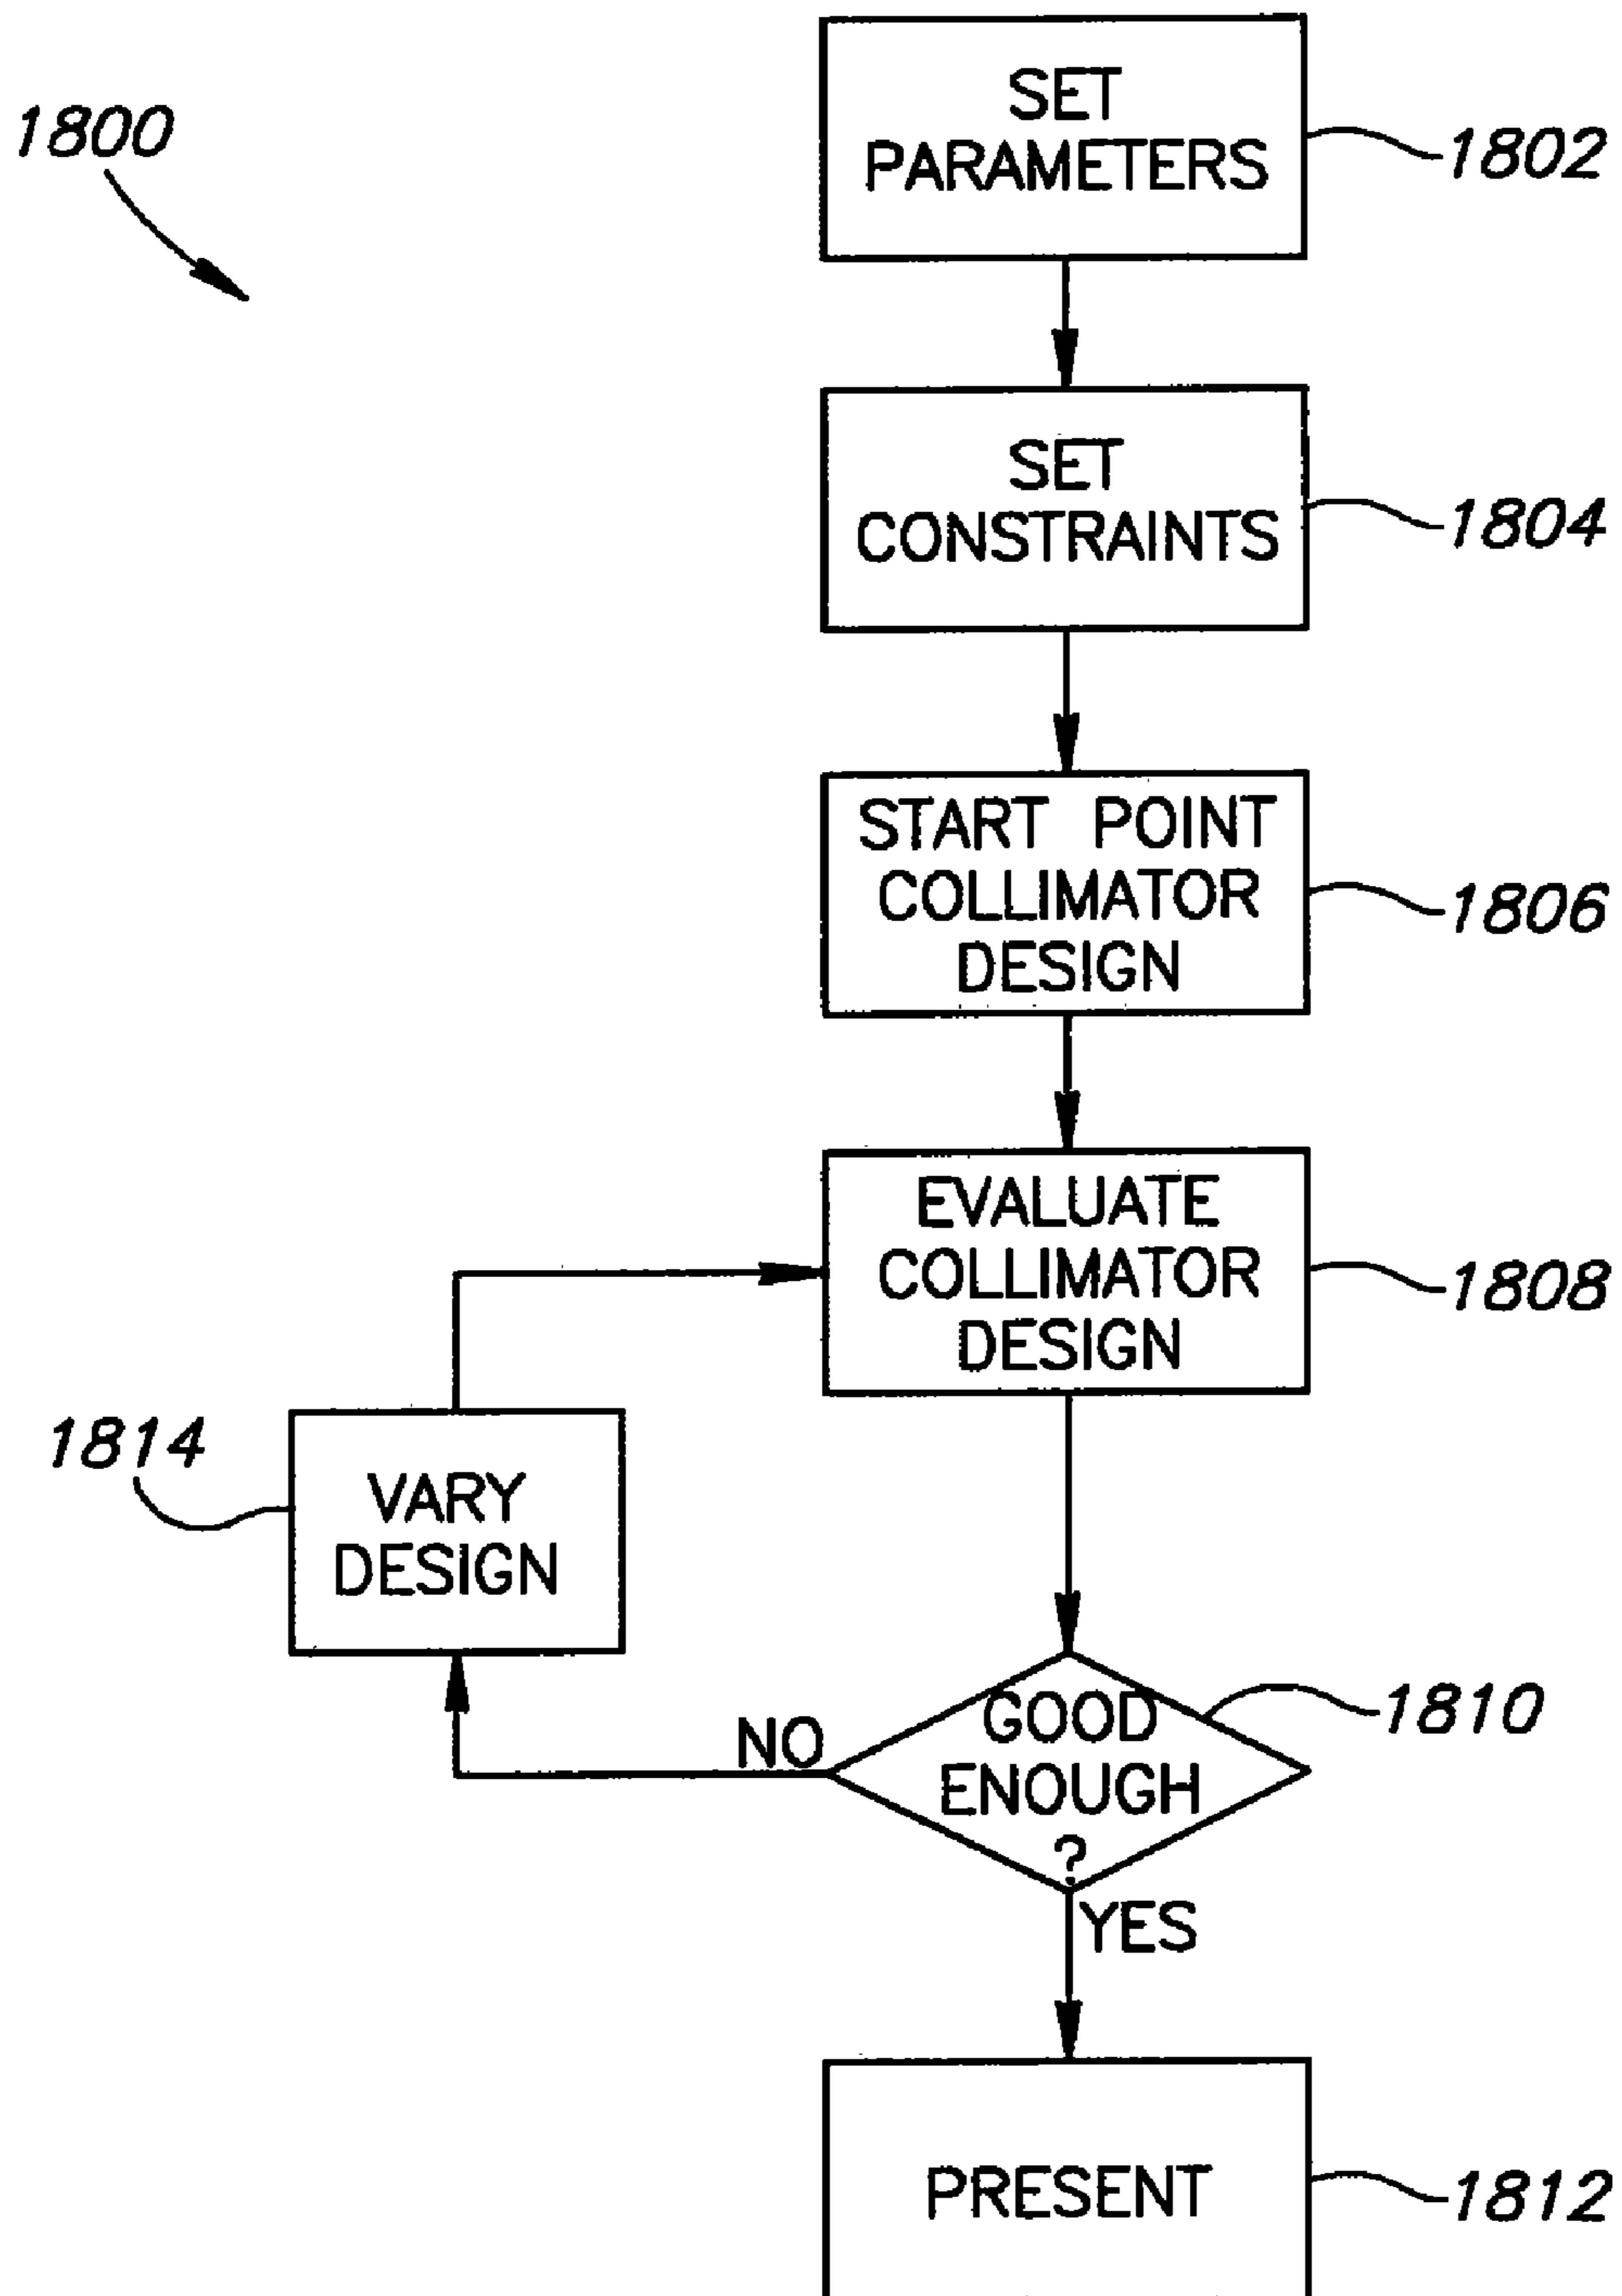 1800
SET
PARAMETERS
1802
SET
CONSTRAINTS
1804
START POINT
COLLIMATOR
DESIGN
1806
EVALUATE
COLLIMATOR
DESIGN
1808
1814
VARY
DESIGN
NO
GOOD
ENOUGH
?
1810
YES
PRESENT
1812